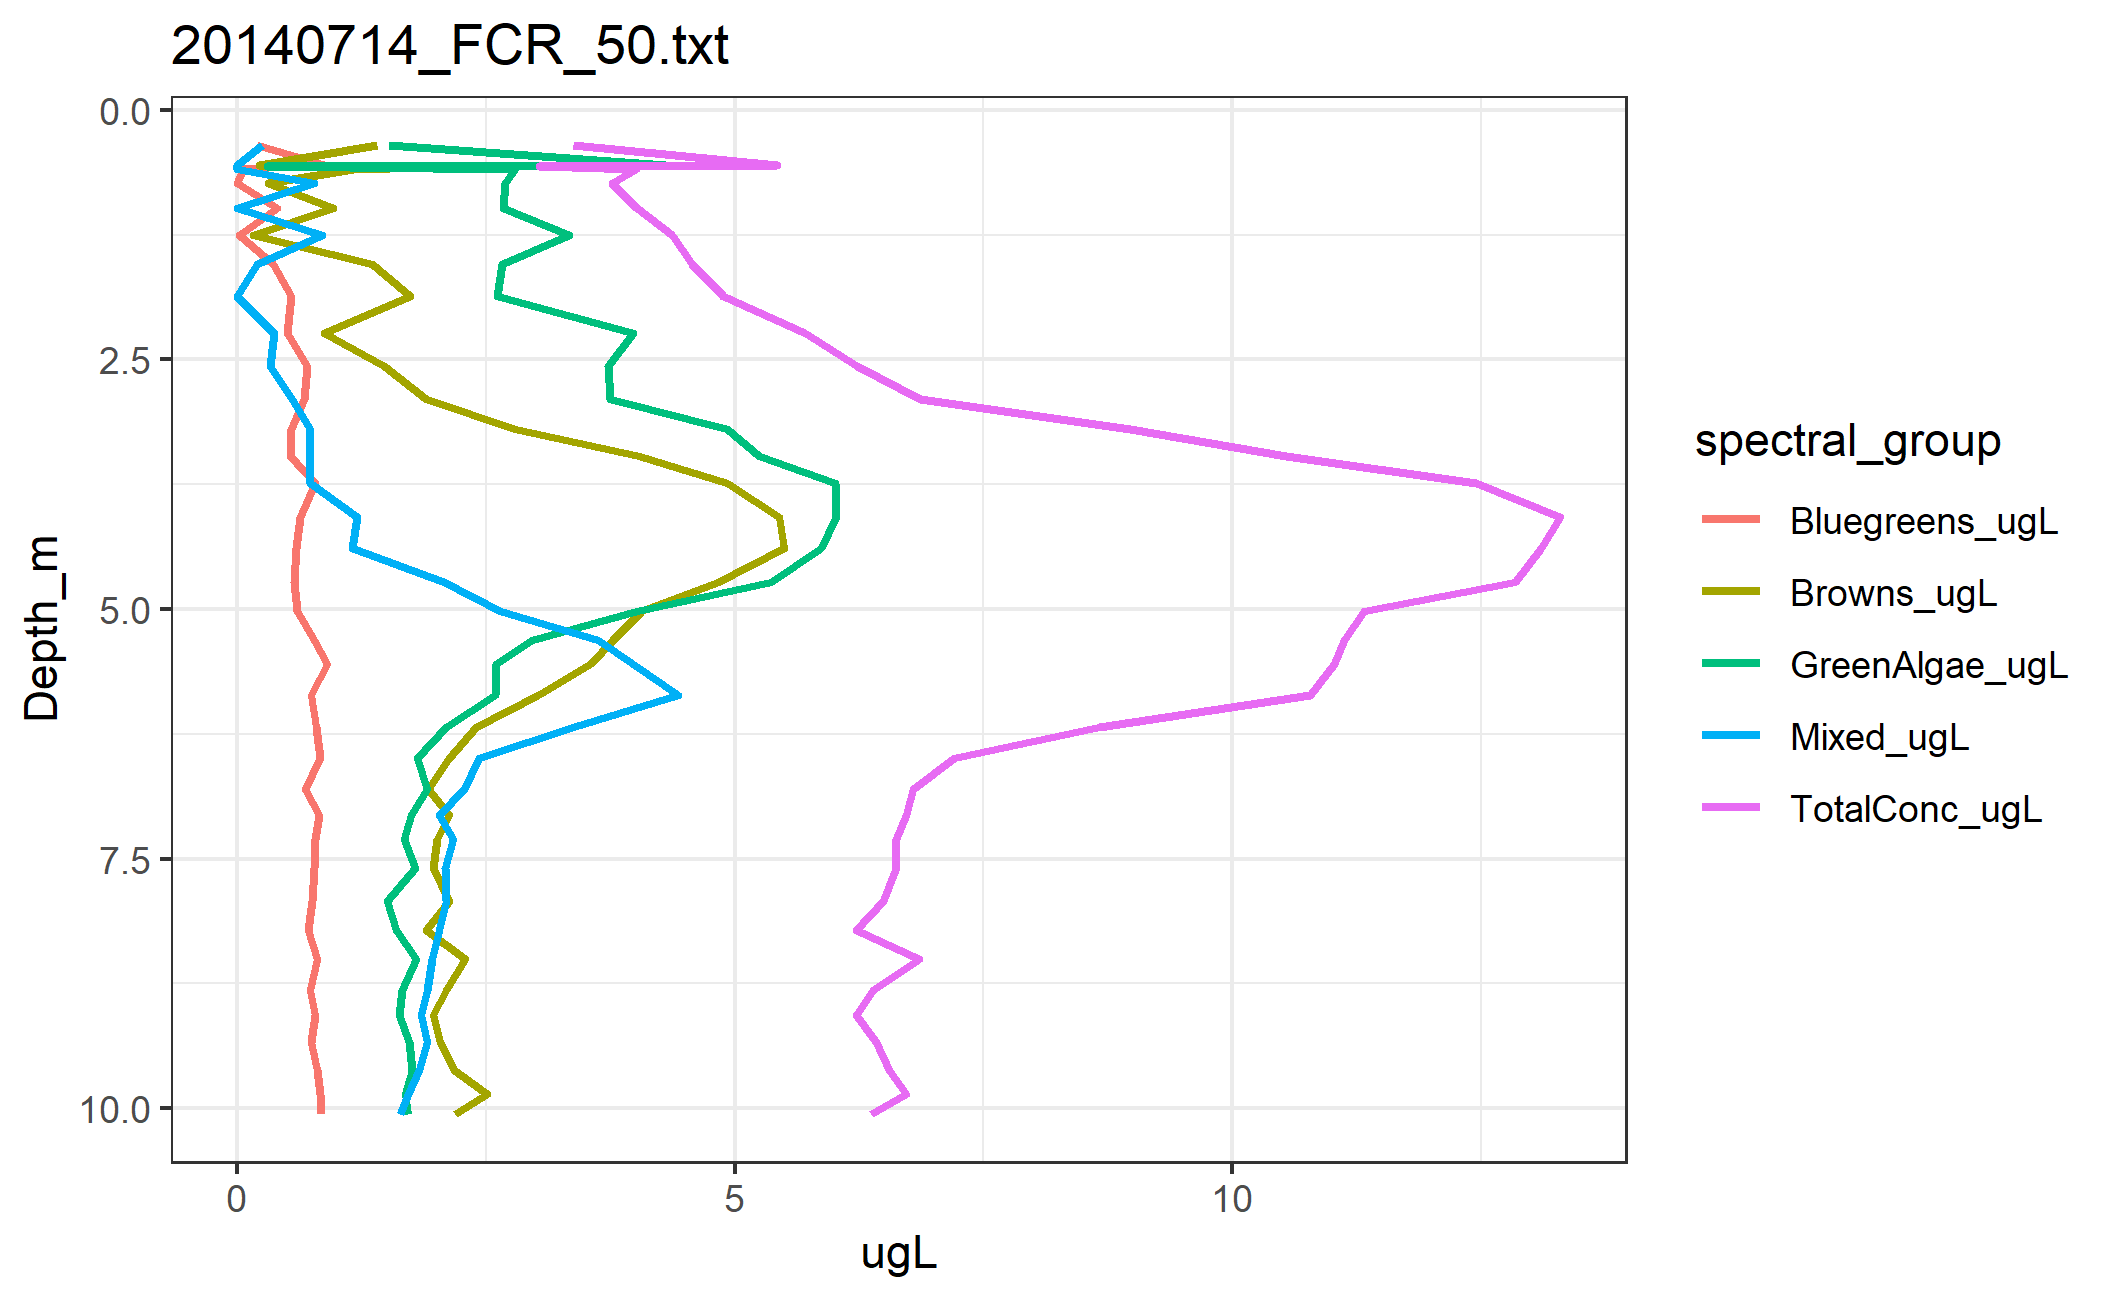 20140714_FCR_50.txt
0.0
2.5
5.0
7.5
10.0
Depth_m
0 5 10
ugL
spectral_group
Bluegreens_ugL
Browns_ugL
GreenAlgae_ugL
Mixed_ugL
TotalConc_ugL